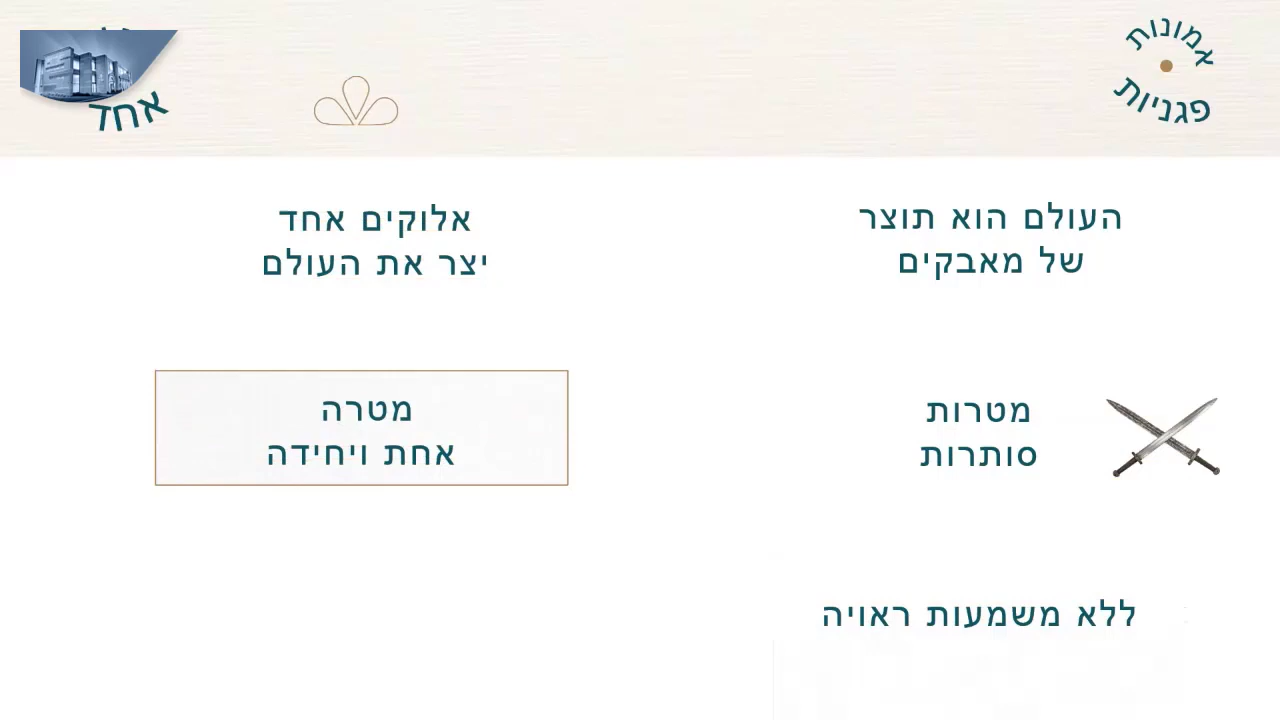 אמונות
פגניות
אחד
העולם הוא תוצר
של מאבקים
אלוקים אחד
יצר את העולם
מטרות
סותרות
מטרה
אחת ויחידה
ללא משמעות ראויה